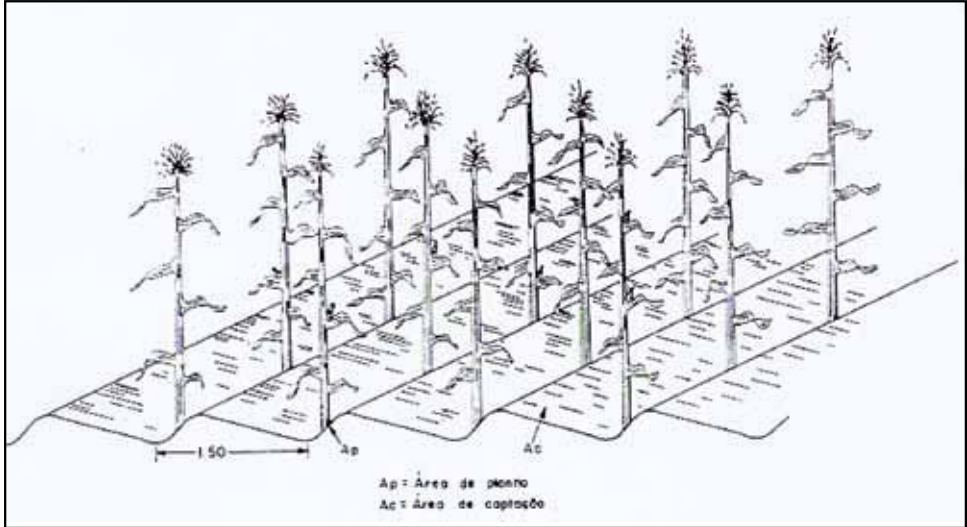 1.50
Ap
Ac
Ap = Área de plantio
Ac = Área de captação